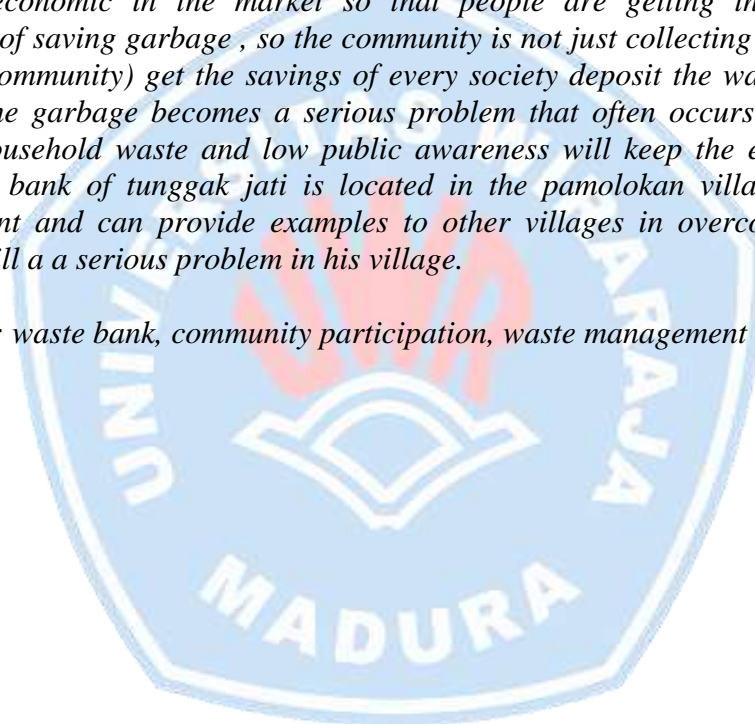 economic in the market so that people are getting in
of saving garbage , so the community is not just collecting
ommunity) get the savings of every society deposit the wa
e garbage becomes a serious problem that often occurs
usehold waste and low public awareness will keep the e
bank of tunggak jati is located in the pamolokan villa
nt and can provide examples to other villages in overco
ll a a serious problem in his village.
: waste bank, community participation, waste management
UNIVERSITAS WIRARAJA
UWR
MADURA